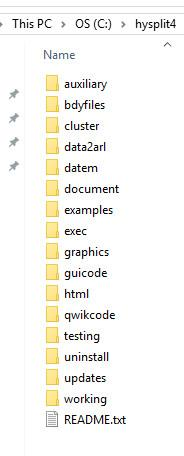 This PC > OS (C:) > hysplit4
Name
auxiliary
bdyfiles
cluster
data2arl
datem
document
examples
exec
graphics
guicode
html
qwikcode
testing
uninstall
updates
working
README.txt